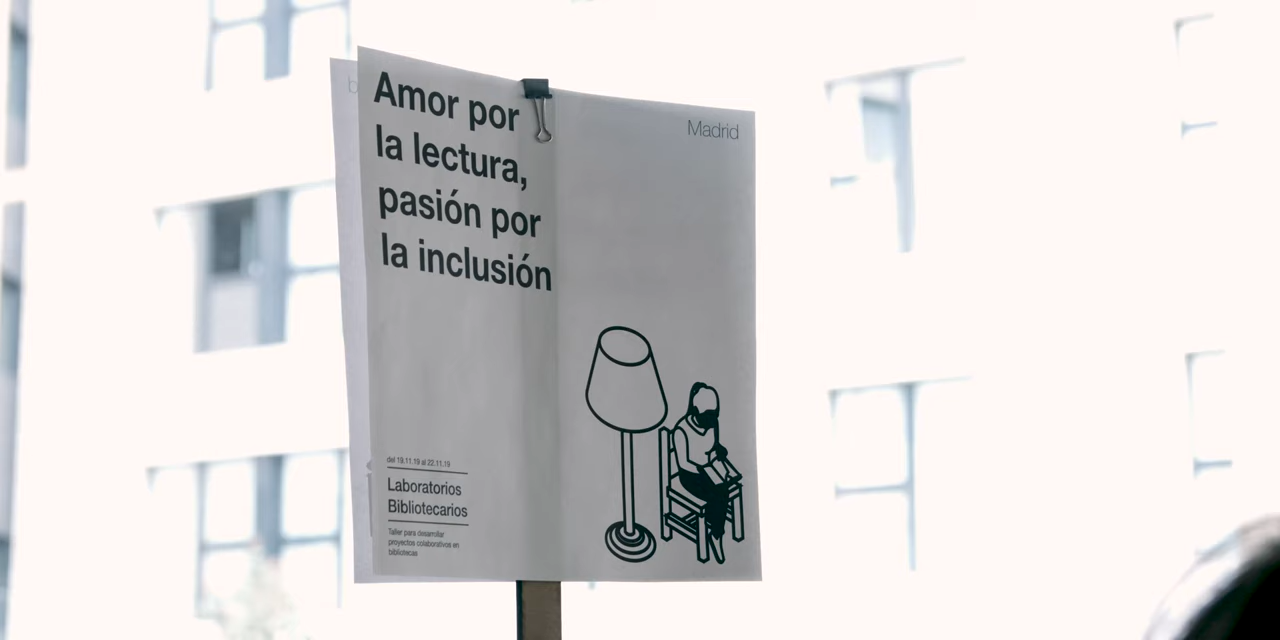 Amor por
la lectura,
pasión por
la inclusión
Madrid
del 19.11.19 al 22.11.19
Laboratorios
Bibliotecarios
Taller para desarrollar
proyectos colaborativos en
bibliotecas